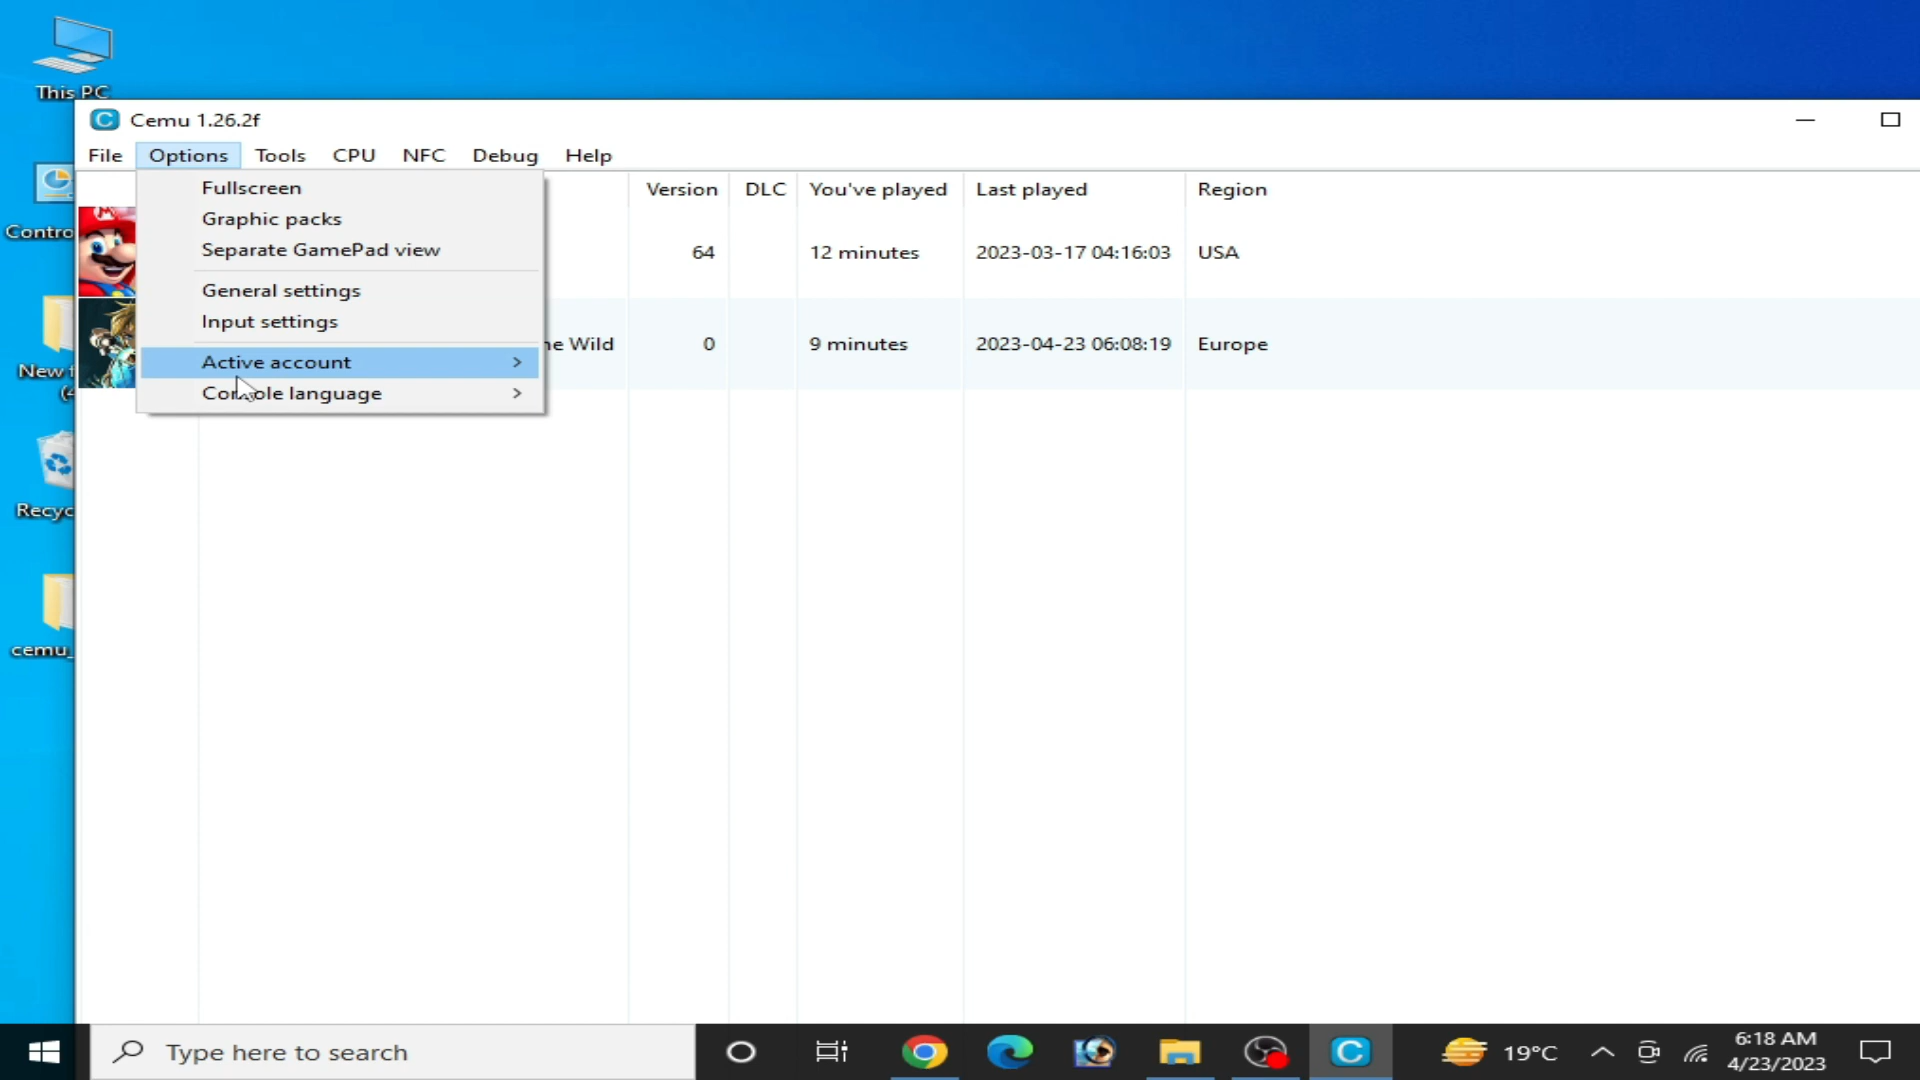 This PC
Cemu 1.26.2f
File Options Tools CPU NFC Debug Help
Fullscreen
Graphic packs
Separate GamePad view
General settings
Input settings
Active account >
Console language >
Version DLC You've played Last played Region
64 12 minutes 2023-03-17 04:16:03 USA
he Wild 0 9 minutes 2023-04-23 06:08:19 Europe
Contro
New f
(4
Recyc
cemu_
Type here to search
19°C
6:18 AM
4/23/2023